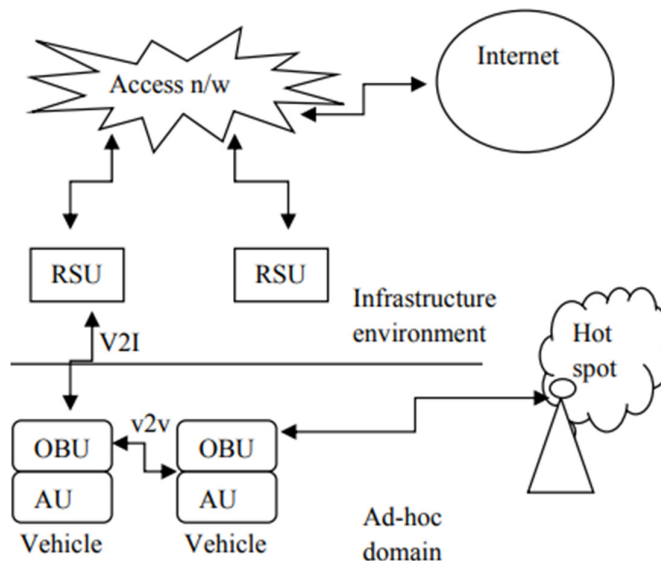 Access n/w
Internet
RSU
RSU
Infrastructure
environment
V2I
Hot
spot
v2v
OBU
OBU
AU
AU
Vehicle
Vehicle
Ad-hoc
domain